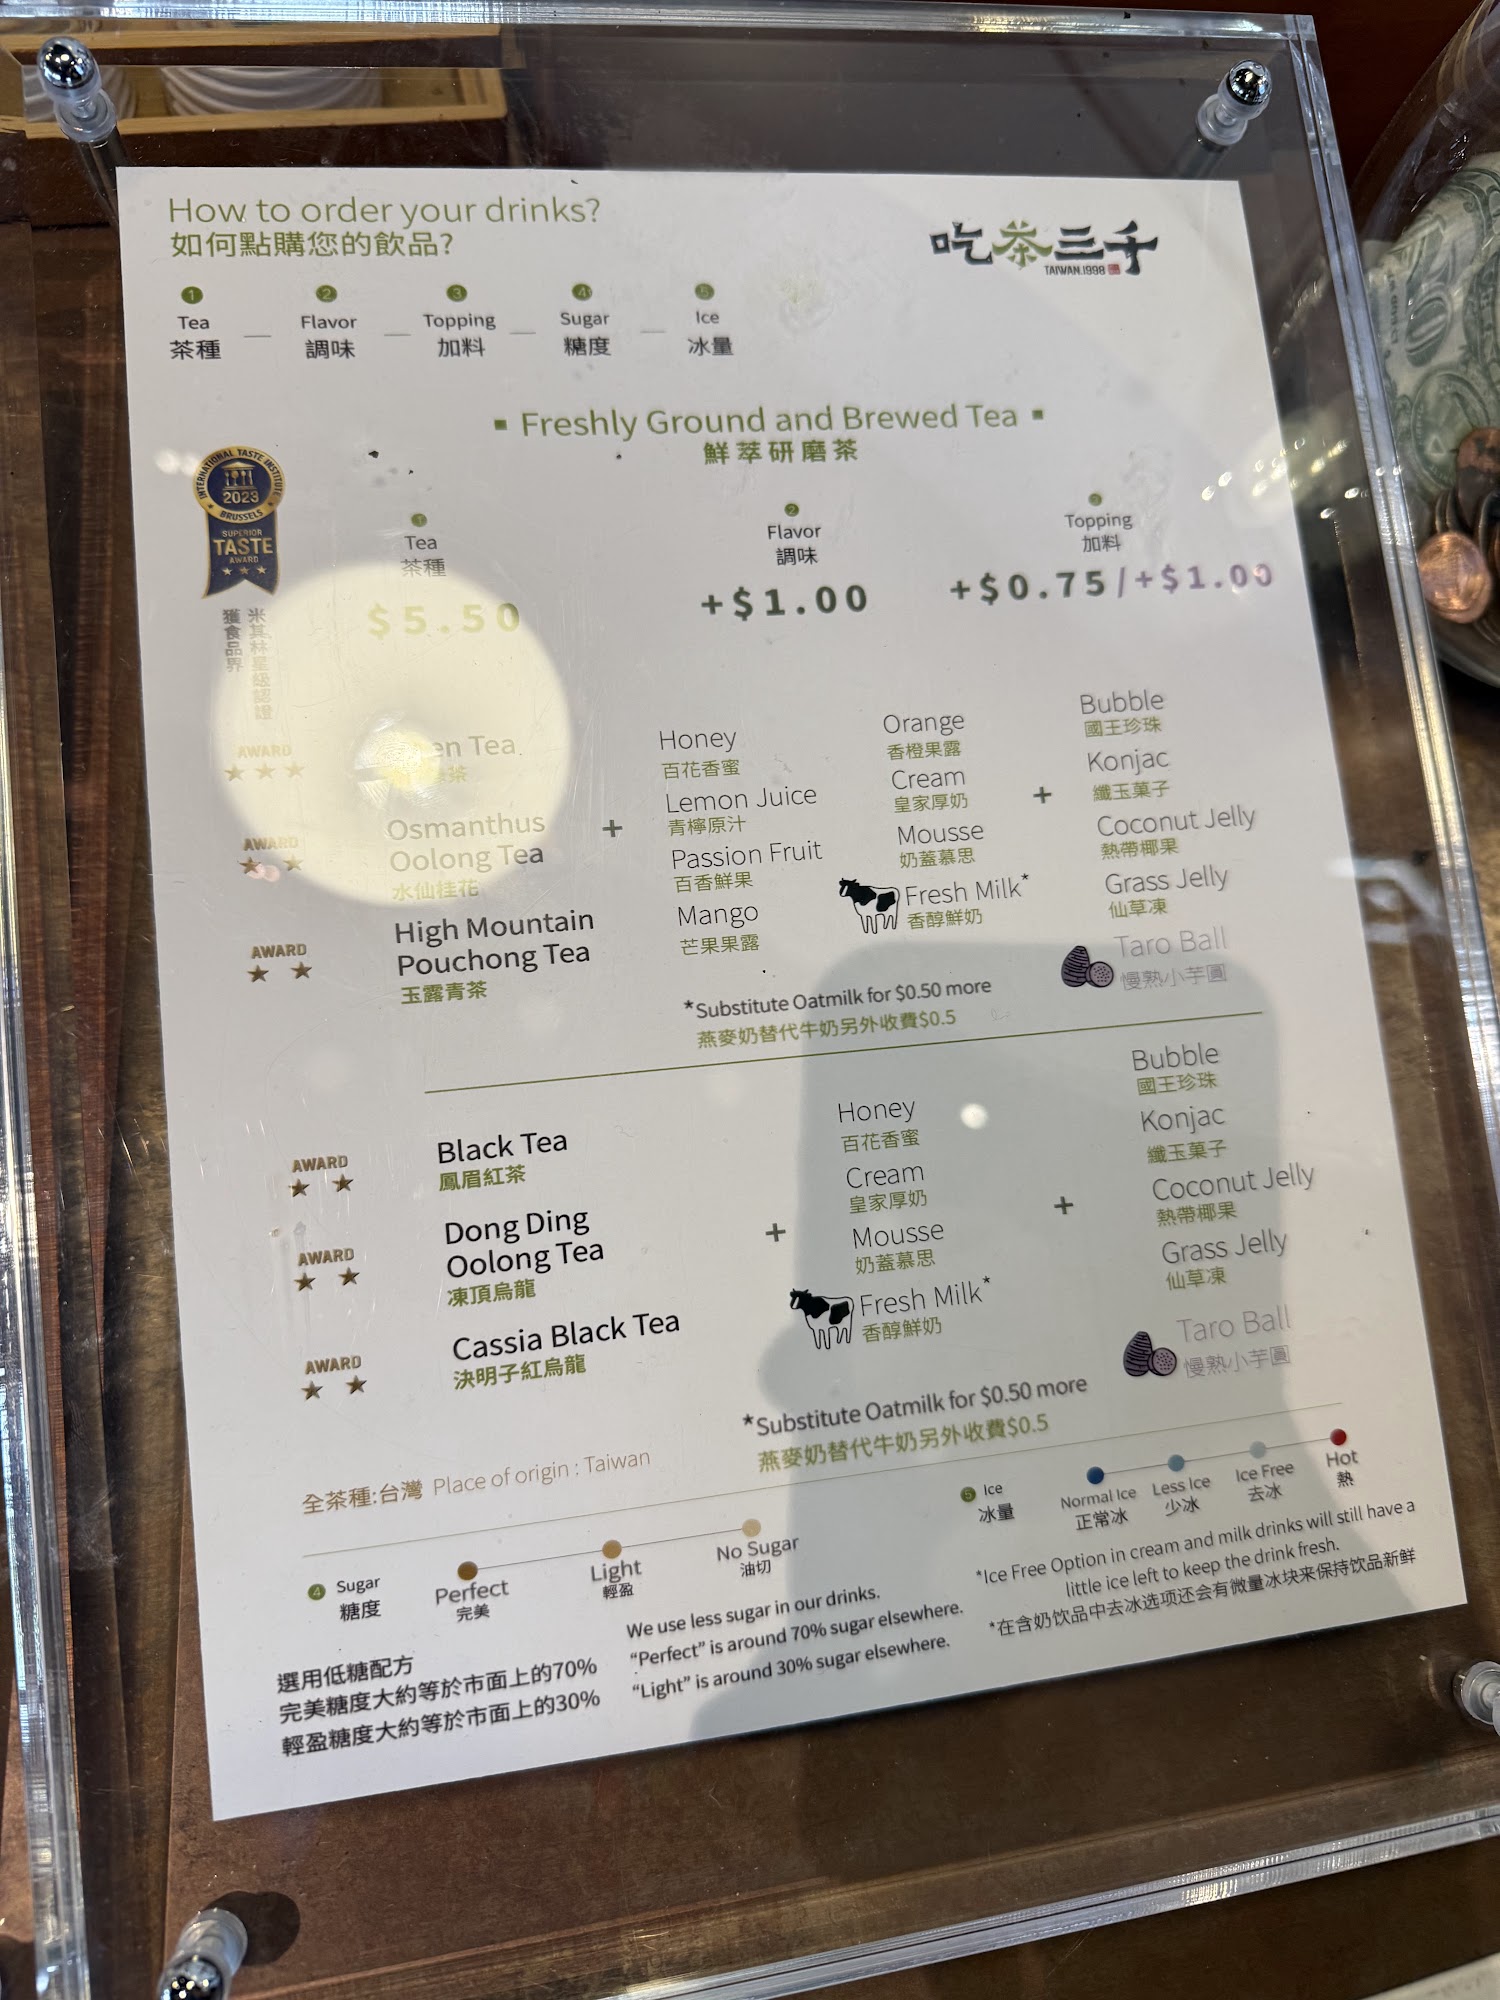 How to order your drinks?
如何點購您的飲品?
吃茶三千
TAIWAN.1998
1 2 3 4 5
Tea Flavor Topping Sugar Ice
茶種 調味 加料 糖度 冰量
Freshly Ground and Brewed Tea
鮮萃研磨茶
INTERNATIONAL TASTE INSTITUTE
2023
BRUSSELS
SUPERIOR
TASTE
AWARD
米其林星級認證
獲食品界
1
Tea
茶種
$5.50
2
Flavor
調味
+$1.00
Topping
加料
+$0.75/+$1.00
AWARD
en Tea
茶
AWARD
Osmanthus
Oolong Tea
水仙桂花
AWARD
High Mountain
Pouchong Tea
玉露青茶
+
Honey
百花香蜜
Lemon Juice
青檸原汁
Passion Fruit
百香鮮果
Mango
芒果果露
Orange
香橙果露
Cream
皇家厚奶
Mousse
奶蓋慕思
Fresh Milk*
香醇鮮奶
+
Bubble
國王珍珠
Konjac
纖玉菓子
Coconut Jelly
熱帶椰果
Grass Jelly
仙草凍
Taro Ball
慢熟小芋圓
*Substitute Oatmilk for $0.50 more
燕麥奶替代牛奶另外收費$0.5
AWARD
Black Tea
鳳眉紅茶
AWARD
Dong Ding
Oolong Tea
凍頂烏龍
AWARD
Cassia Black Tea
決明子紅烏龍
+
Honey
百花香蜜
Cream
皇家厚奶
Mousse
奶蓋慕思
Fresh Milk*
香醇鮮奶
+
Bubble
國王珍珠
Konjac
纖玉菓子
Coconut Jelly
熱帶椰果
Grass Jelly
仙草凍
Taro Ball
慢熟小芋圓
*Substitute Oatmilk for $0.50 more
燕麥奶替代牛奶另外收費$0.5
全茶種:台灣 Place of origin : Taiwan
4 Sugar
糖度
Perfect
完美
Light
輕盈
No Sugar
油切
5 Ice
冰量
Normal Ice
正常冰
Less Ice
少冰
Ice Free
去冰
Hot
熱
*Ice Free Option in cream and milk drinks will still have a
little ice left to keep the drink fresh.
*在含奶饮品中去冰选项还会有微量冰块来保持饮品新鲜
選用低糖配方
完美糖度大約等於市面上的70%
輕盈糖度大約等於市面上的30%
We use less sugar in our drinks.
“Perfect” is around 70% sugar elsewhere.
“Light” is around 30% sugar elsewhere.